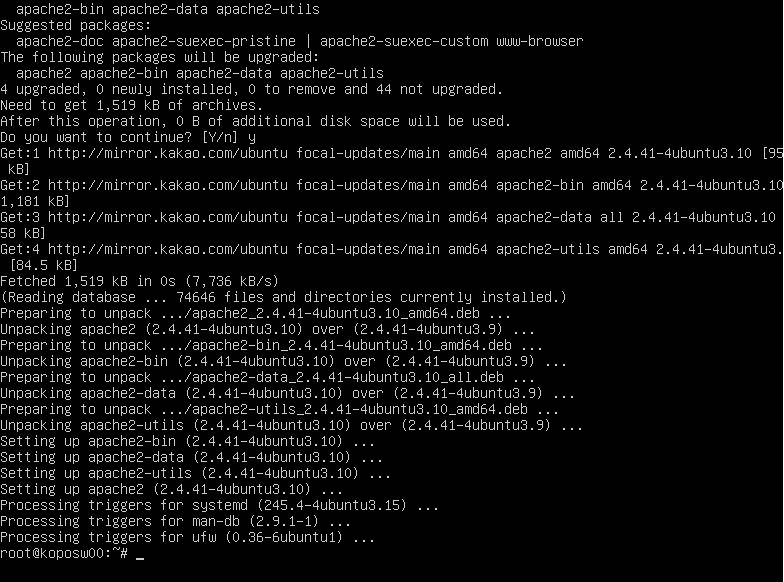 apache2-bin apache2-data apache2-utils
Suggested packages:
apache2-doc apache2-suexec-pristine | apache2-suexec-custom www-browser
The following packages will be upgraded:
apache2 apache2-bin apache2-data apache2-utils
4 upgraded, 0 newly installed, 0 to remove and 44 not upgraded.
Need to get 1,519 kB of archives.
After this operation, 0 B of additional disk space will be used.
Do you want to continue? [Y/n] y
Get:1 http://mirror.kakao.com/ubuntu focal-updates/main amd64 apache2 amd64 2.4.41-4ubuntu3.10 [95
kB]
Get:2 http://mirror.kakao.com/ubuntu focal-updates/main amd64 apache2-bin amd64 2.4.41-4ubuntu3.10
1,181 kB]
Get:3 http://mirror.kakao.com/ubuntu focal-updates/main amd64 apache2-data all 2.4.41-4ubuntu3.10
58 kB]
Get:4 http://mirror.kakao.com/ubuntu focal-updates/main amd64 apache2-utils amd64 2.4.41-4ubuntu3.
[84.5 kB]
Fetched 1,519 kB in 0s (7,736 kB/s)
(Reading database ... 74646 files and directories currently installed.)
Preparing to unpack .../apache2_2.4.41-4ubuntu3.10_amd64.deb ...
Unpacking apache2 (2.4.41-4ubuntu3.10) over (2.4.41-4ubuntu3.9) ...
Preparing to unpack .../apache2-bin_2.4.41-4ubuntu3.10_amd64.deb ...
Unpacking apache2-bin (2.4.41-4ubuntu3.10) over (2.4.41-4ubuntu3.9) ...
Preparing to unpack .../apache2-data_2.4.41-4ubuntu3.10_all.deb ...
Unpacking apache2-data (2.4.41-4ubuntu3.10) over (2.4.41-4ubuntu3.9) ...
Preparing to unpack .../apache2-utils_2.4.41-4ubuntu3.10_amd64.deb ...
Unpacking apache2-utils (2.4.41-4ubuntu3.10) over (2.4.41-4ubuntu3.9) ...
Setting up apache2-bin (2.4.41-4ubuntu3.10) ...
Setting up apache2-data (2.4.41-4ubuntu3.10) ...
Setting up apache2-utils (2.4.41-4ubuntu3.10) ...
Setting up apache2 (2.4.41-4ubuntu3.10) ...
Processing triggers for systemd (245.4-4ubuntu3.15) ...
Processing triggers for man-db (2.9.1-1) ...
Processing triggers for ufw (0.36-6ubuntu1) ...
root@koposw00:~# _